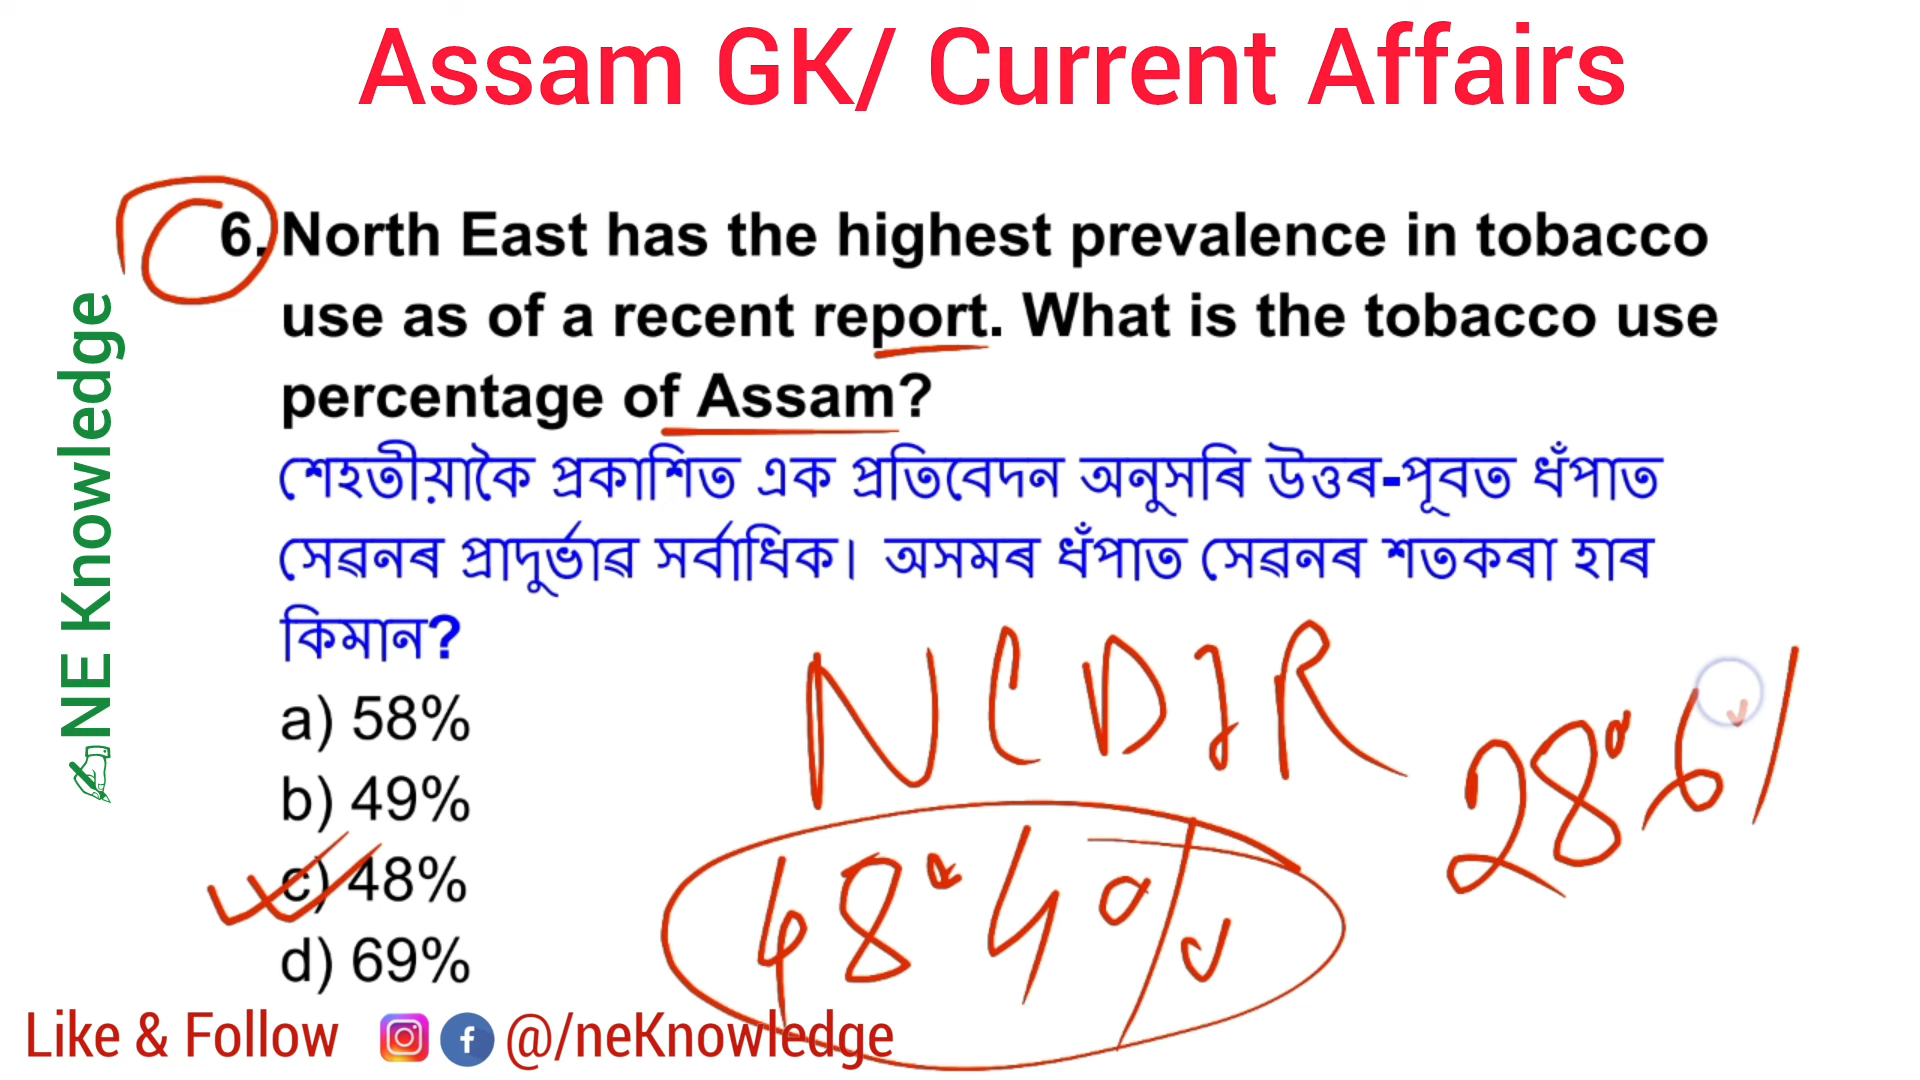 Assam GK/ Current Affairs
6. North East has the highest prevalence in tobacco
use as of a recent report. What is the tobacco use
percentage of Assam?
শেহতীয়াকৈ প্ৰকাশিত এক প্ৰতিবেদন অনুসৰি উত্তৰ-পূবত ধঁপাত
সেৱনৰ প্ৰাদুৰ্ভাৱ সৰ্বাধিক। অসমৰ ধঁপাত সেৱনৰ শতকৰা হাৰ
কিমান?
a) 58%
b) 49%
c) 48%
d) 69%
NCDIR
48.4%
28.6
✍NE Knowledge
Like & Follow @/neKnowledge